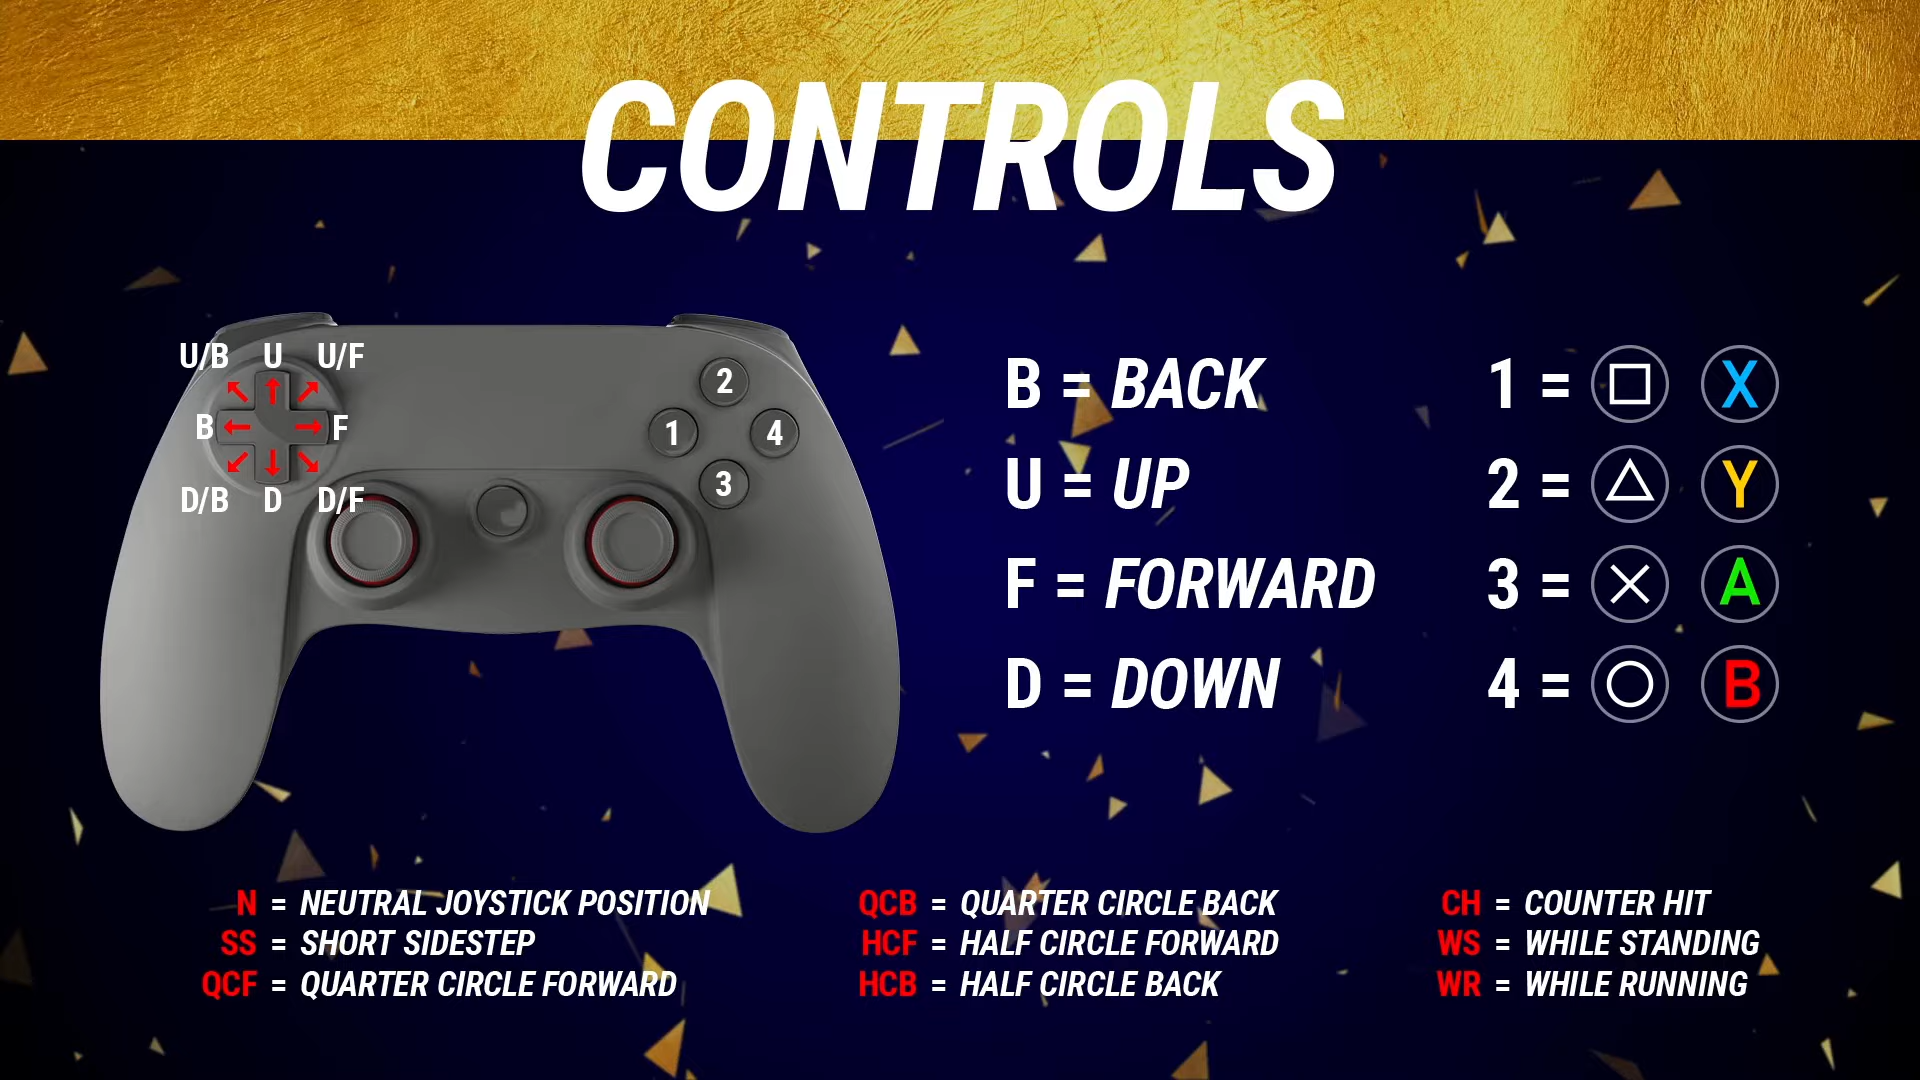 CONTROLS
U/B U U/F
B F
D/B D D/F
2
1 4
3
B = BACK
U = UP
F = FORWARD
D = DOWN
1 = □ X
2 = △ Y
3 = ✕ A
4 = ○ B
N = NEUTRAL JOYSTICK POSITION
SS = SHORT SIDESTEP
QCF = QUARTER CIRCLE FORWARD
QCB = QUARTER CIRCLE BACK
HCF = HALF CIRCLE FORWARD
HCB = HALF CIRCLE BACK
CH = COUNTER HIT
WS = WHILE STANDING
WR = WHILE RUNNING